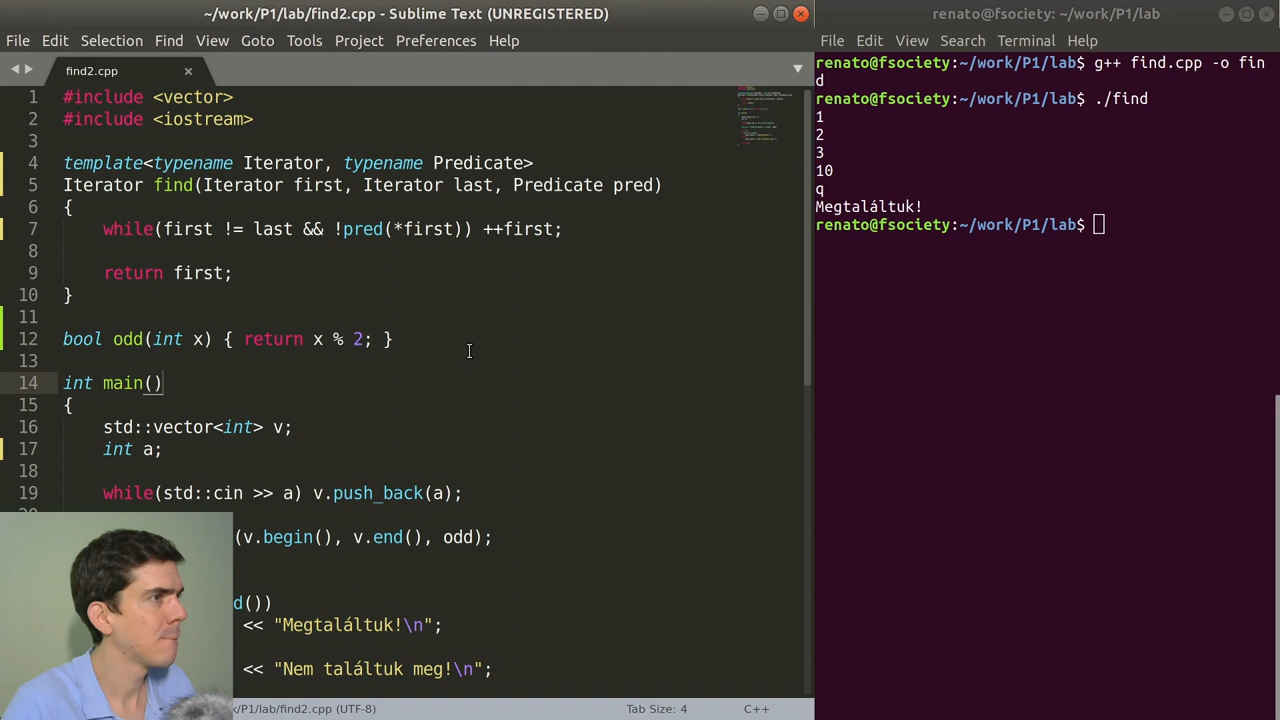 ~/work/P1/lab/find2.cpp - Sublime Text (UNREGISTERED)
File Edit Selection Find View Goto Tools Project Preferences Help
find2.cpp
1 #include <vector>
2 #include <iostream>
3
4 template<typename Iterator, typename Predicate>
5 Iterator find(Iterator first, Iterator last, Predicate pred)
6 {
7 while(first != last && !pred(*first)) ++first;
8
9 return first;
10 }
11
12 bool odd(int x) { return x % 2; }
13
14 int main()
15 {
16 std::vector<int> v;
17 int a;
18
19 while(std::cin >> a) v.push_back(a);
(v.begin(), v.end(), odd);
d())
<< "Megtaláltuk!\n";
<< "Nem találtuk meg!\n";
k/P1/lab/find2.cpp (UTF-8) Tab Size: 4 C++
renato@fsociety: ~/work/P1/lab
File Edit View Search Terminal Help
renato@fsociety:~/work/P1/lab$ g++ find.cpp -o fin
d
renato@fsociety:~/work/P1/lab$ ./find
1
2
3
10
q
Megtaláltuk!
renato@fsociety:~/work/P1/lab$